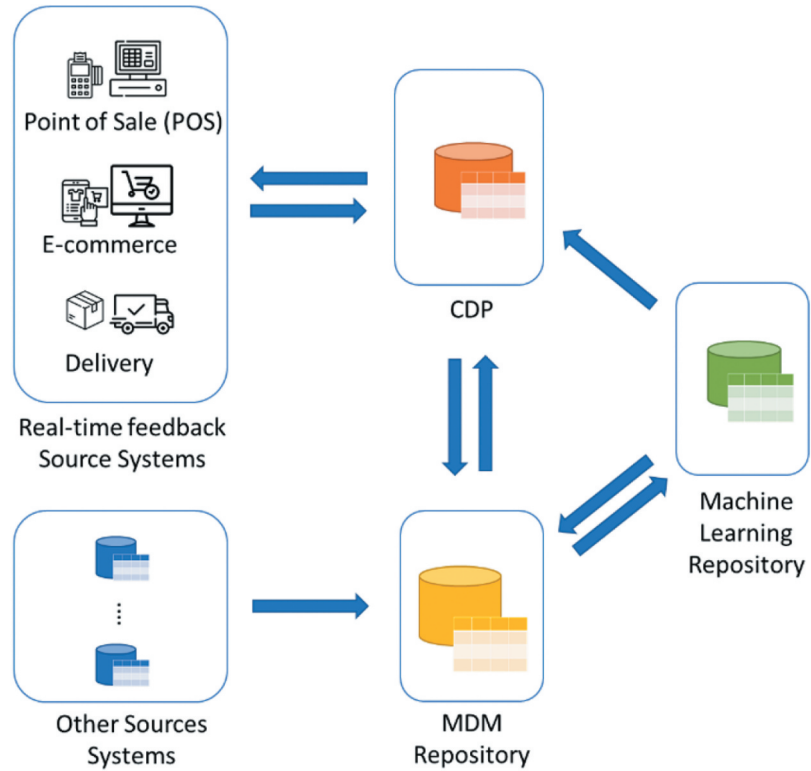 Point of Sale (POS)
E-commerce
Delivery
Real-time feedback
Source Systems
CDP
Machine
Learning
Repository
Other Sources
Systems
MDM
Repository